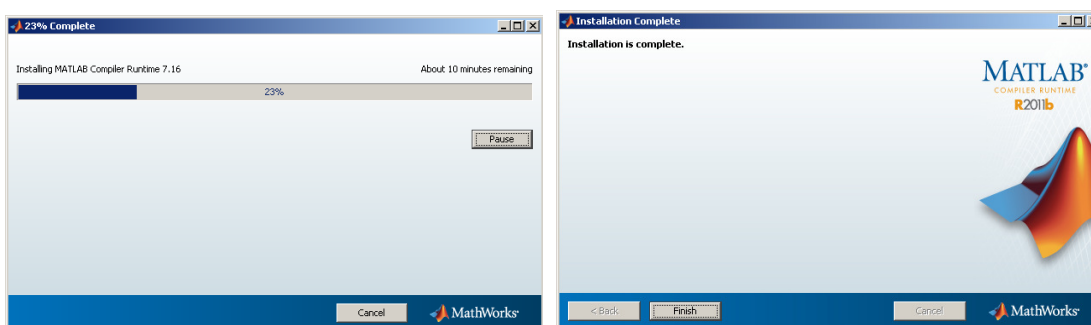 23% Complete
Installing MATLAB Compiler Runtime 7.16 About 10 minutes remaining
23%
Pause
Cancel MathWorks®
Installation Complete
Installation is complete.
MATLAB®
COMPILER RUNTIME
R2011b
< Back Finish Cancel MathWorks®